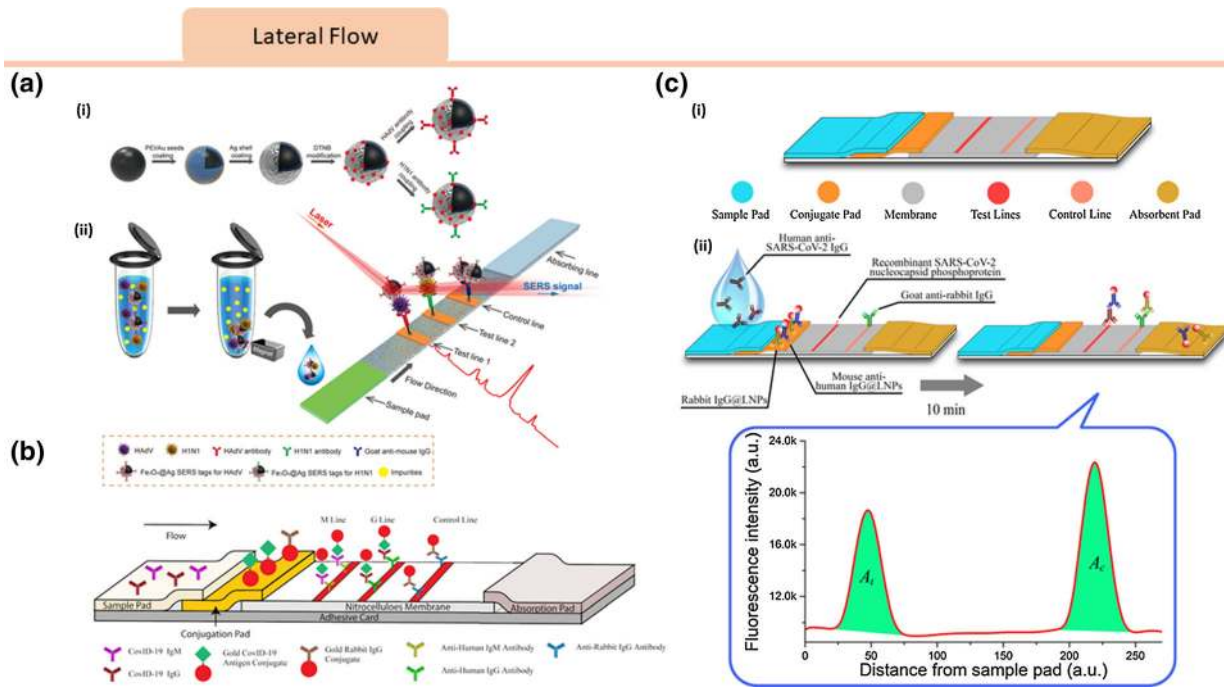 Lateral Flow
(a)
(i)
PEI/Au seeds
coating
Ag shell
coating
DTNB
modification
HAdV antibody
coupling
H1N1 antibody
coupling
(ii)
Laser
Absorbing line
SERS signal
Control line
Test line 2
Test line 1
Flow Direction
Sample pad
HAdV
H1N1
HAdV antibody
H1N1 antibody
Goat anti-mouse IgG
Fe₃O₄@Ag SERS tags for HAdV
Fe₃O₄@Ag SERS tags for H1N1
Impurities
(b)
Flow
M Line
G Line
Control Line
Sample Pad
Nitrocelluloes Membrane
Absorption Pad
Adhesive Card
Conjugation Pad
CovID-19 IgM
CovID-19 IgG
Gold COVID-19
Antigen Conjugate
Gold Rabbit IgG
Conjugate
Anti-Human IgM Antibody
Anti-Human IgG Antibody
Anti-Rabbit IgG Antibody
(c)
(i)
Sample Pad
Conjugate Pad
Membrane
Test Lines
Control Line
Absorbent Pad
(ii)
Human anti-
SARS-CoV-2 IgG
Recombinant SARS-CoV-2
nucleocapsid phosphoprotein
Goat anti-rabbit IgG
Mouse anti-
human IgG@LNPs
Rabbit IgG@LNPs
10 min
Fluorescence intensity (a.u.)
24.0k
20.0k
16.0k
12.0k
At
Ac
0
50
100
150
200
250
Distance from sample pad (a.u.)